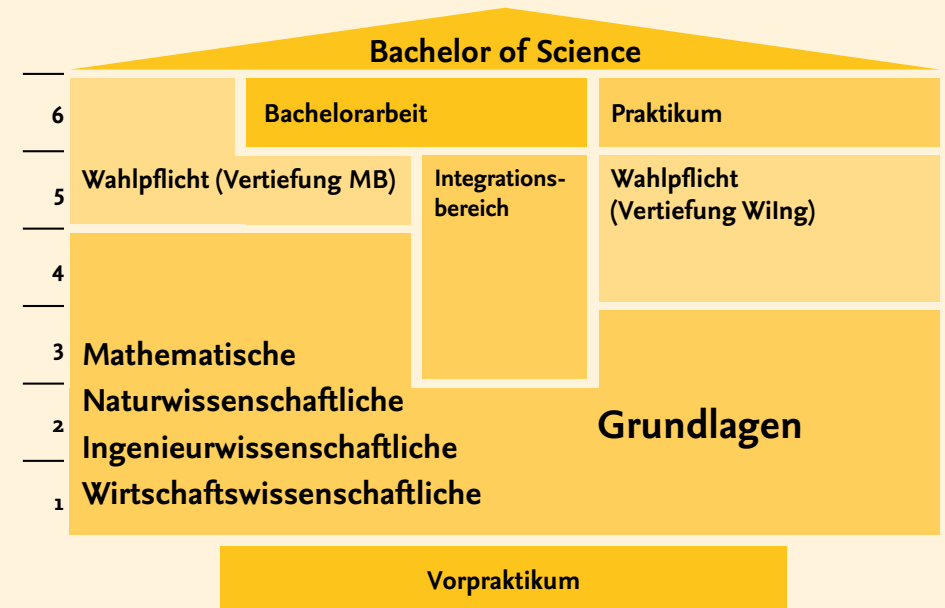 Bachelor of Science
6
Bachelorarbeit
Praktikum
5
Wahlpflicht (Vertiefung MB)
Integrations-
bereich
Wahlpflicht
(Vertiefung WiIng)
4
3
Mathematische
2
Naturwissenschaftliche
Ingenieurwissenschaftliche
Grundlagen
1
Wirtschaftswissenschaftliche
Vorpraktikum